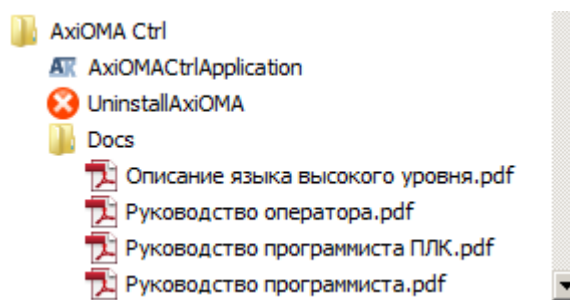 AxiOMA Ctrl
AxiOMACtrlApplication
UninstallAxiOMA
Docs
Описание языка высокого уровня.pdf
Руководство оператора.pdf
Руководство программиста ПЛК.pdf
Руководство программиста.pdf